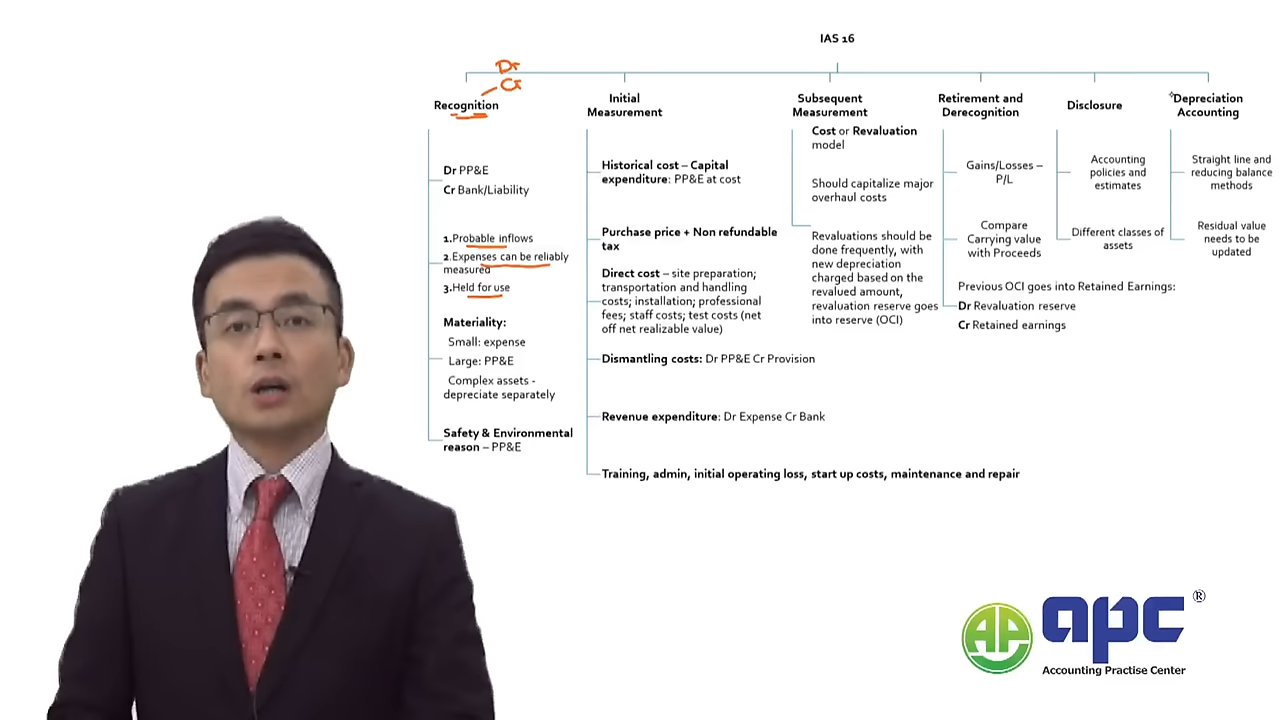 IAS 16
Dr
Cr
Recognition
Dr PP&E
Cr Bank/Liability
1.Probable inflows
2.Expenses can be reliably
measured
3.Held for use
Materiality:
Small: expense
Large: PP&E
Complex assets -
depreciate separately
Safety & Environmental
reason – PP&E
Initial
Measurement
Historical cost – Capital
expenditure: PP&E at cost
Purchase price + Non refundable
tax
Direct cost – site preparation;
transportation and handling
costs; installation; professional
fees; staff costs; test costs (net
off net realizable value)
Dismantling costs: Dr PP&E Cr Provision
Revenue expenditure: Dr Expense Cr Bank
Training, admin, initial operating loss, start up costs, maintenance and repair
Subsequent
Measurement
Cost or Revaluation
model
Should capitalize major
overhaul costs
Revaluations should be
done frequently, with
new depreciation
charged based on the
revalued amount,
revaluation reserve goes
into reserve (OCI)
Retirement and
Derecognition
Gains/Losses –
P/L
Compare
Carrying value
with Proceeds
Previous OCI goes into Retained Earnings:
Dr Revaluation reserve
Cr Retained earnings
Disclosure
Accounting
policies and
estimates
Different classes of
assets
Depreciation
Accounting
Straight line and
reducing balance
methods
Residual value
needs to be
updated
AP
apc ®
Accounting Practise Center